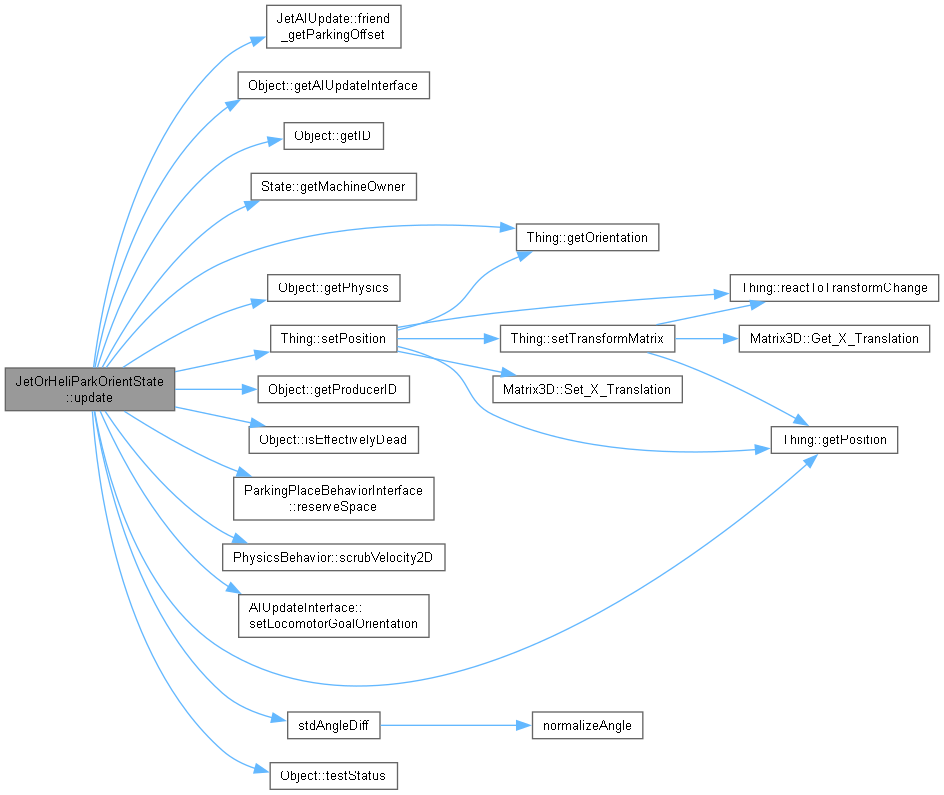 JetAIUpdate::friend
_getParkingOffset
Object::getAIUpdateInterface
Object::getID
State::getMachineOwner
Thing::getOrientation
Object::getPhysics
Thing::reactToTransformChange
Thing::setPosition
Thing::setTransformMatrix
Matrix3D::Get_X_Translation
JetOrHeliParkOrientState
::update
Object::getProducerID
Matrix3D::Set_X_Translation
Object::isEffectivelyDead
Thing::getPosition
ParkingPlaceBehaviorInterface
::reserveSpace
PhysicsBehavior::scrubVelocity2D
AIUpdateInterface::
setLocomotorGoalOrientation
stdAngleDiff
normalizeAngle
Object::testStatus